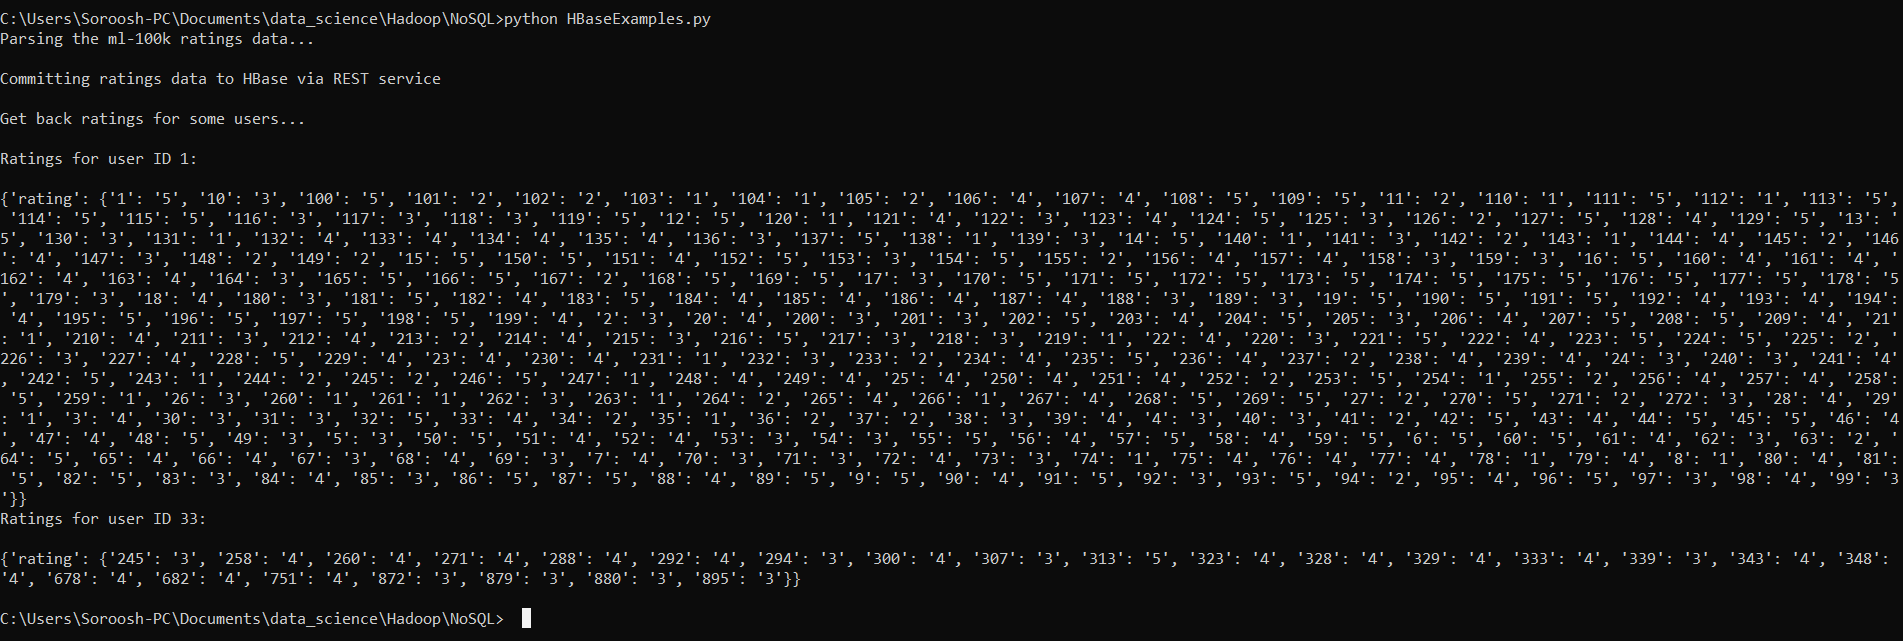 C:\Users\Soroosh-PC\Documents\data_science\Hadoop\NoSQL>python HBaseExamples.py
Parsing the ml-100k ratings data...
Committing ratings data to HBase via REST service
Get back ratings for some users...
Ratings for user ID 1:
{'rating': {'1': '5', '10': '3', '100': '5', '101': '2', '102': '2', '103': '1', '104': '1', '105': '2', '106': '4', '107': '4', '108': '5', '109': '5', '11': '2', '110': '1', '111': '5', '112': '1', '113': '5',
'114': '5', '115': '5', '116': '3', '117': '3', '118': '3', '119': '5', '12': '5', '120': '1', '121': '4', '122': '3', '123': '4', '124': '5', '125': '3', '126': '2', '127': '5', '128': '4', '129': '5', '13': '
5', '130': '3', '131': '1', '132': '4', '133': '4', '134': '4', '135': '4', '136': '3', '137': '5', '138': '1', '139': '3', '14': '5', '140': '1', '141': '3', '142': '2', '143': '1', '144': '4', '145': '2', '146
': '4', '147': '3', '148': '2', '149': '2', '15': '5', '150': '5', '151': '4', '152': '5', '153': '3', '154': '5', '155': '2', '156': '4', '157': '4', '158': '3', '159': '3', '16': '5', '160': '4', '161': '4', '
162': '4', '163': '4', '164': '3', '165': '5', '166': '5', '167': '2', '168': '5', '169': '5', '17': '3', '170': '5', '171': '5', '172': '5', '173': '5', '174': '5', '175': '5', '176': '5', '177': '5', '178': '5
', '179': '3', '18': '4', '180': '3', '181': '5', '182': '4', '183': '5', '184': '4', '185': '4', '186': '4', '187': '4', '188': '3', '189': '3', '19': '5', '190': '5', '191': '5', '192': '4', '193': '4', '194':
'4', '195': '5', '196': '5', '197': '5', '198': '5', '199': '4', '2': '3', '20': '4', '200': '3', '201': '3', '202': '5', '203': '4', '204': '5', '205': '3', '206': '4', '207': '5', '208': '5', '209': '4', '21'
: '1', '210': '4', '211': '3', '212': '4', '213': '2', '214': '4', '215': '3', '216': '5', '217': '3', '218': '3', '219': '1', '22': '4', '220': '3', '221': '5', '222': '4', '223': '5', '224': '5', '225': '2', '
226': '3', '227': '4', '228': '5', '229': '4', '23': '4', '230': '4', '231': '1', '232': '3', '233': '2', '234': '4', '235': '5', '236': '4', '237': '2', '238': '4', '239': '4', '24': '3', '240': '3', '241': '4'
, '242': '5', '243': '1', '244': '2', '245': '2', '246': '5', '247': '1', '248': '4', '249': '4', '25': '4', '250': '4', '251': '4', '252': '2', '253': '5', '254': '1', '255': '2', '256': '4', '257': '4', '258':
'5', '259': '1', '26': '3', '260': '1', '261': '1', '262': '3', '263': '1', '264': '2', '265': '4', '266': '1', '267': '4', '268': '5', '269': '5', '27': '2', '270': '5', '271': '2', '272': '3', '28': '4', '29'
: '1', '3': '4', '30': '3', '31': '3', '32': '5', '33': '4', '34': '2', '35': '1', '36': '2', '37': '2', '38': '3', '39': '4', '4': '3', '40': '3', '41': '2', '42': '5', '43': '4', '44': '5', '45': '5', '46': '4
', '47': '4', '48': '5', '49': '3', '5': '3', '50': '5', '51': '4', '52': '4', '53': '3', '54': '3', '55': '5', '56': '4', '57': '5', '58': '4', '59': '5', '6': '5', '60': '5', '61': '4', '62': '3', '63': '2', '
64': '5', '65': '4', '66': '4', '67': '3', '68': '4', '69': '3', '7': '4', '70': '3', '71': '3', '72': '4', '73': '3', '74': '1', '75': '4', '76': '4', '77': '4', '78': '1', '79': '4', '8': '1', '80': '4', '81':
'5', '82': '5', '83': '3', '84': '4', '85': '3', '86': '5', '87': '5', '88': '4', '89': '5', '9': '5', '90': '4', '91': '5', '92': '3', '93': '5', '94': '2', '95': '4', '96': '5', '97': '3', '98': '4', '99': '3
'}}
Ratings for user ID 33:
{'rating': {'245': '3', '258': '4', '260': '4', '271': '4', '288': '4', '292': '4', '294': '3', '300': '4', '307': '3', '313': '5', '323': '4', '328': '4', '329': '4', '333': '4', '339': '3', '343': '4', '348':
'4', '678': '4', '682': '4', '751': '4', '872': '3', '879': '3', '880': '3', '895': '3'}}
C:\Users\Soroosh-PC\Documents\data_science\Hadoop\NoSQL>